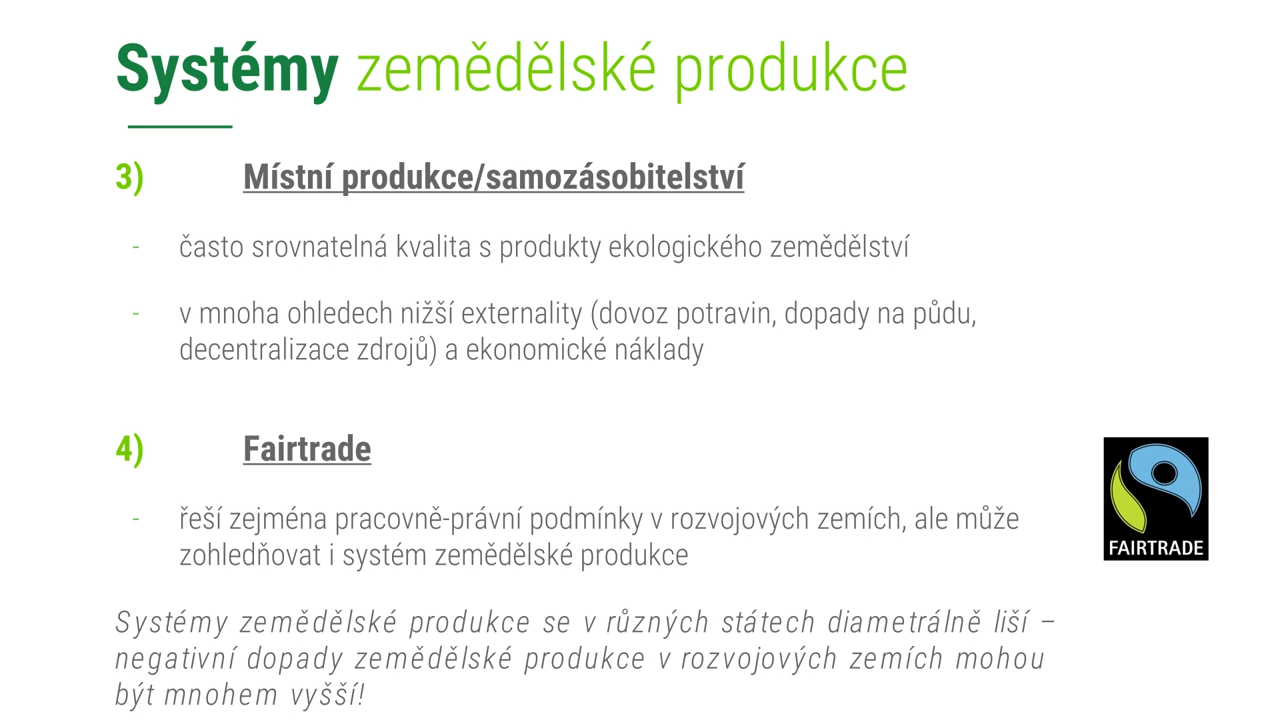 Systémy zemědělské produkce
3) Místní produkce/samozásobitelství
- často srovnatelná kvalita s produkty ekologického zemědělství
- v mnoha ohledech nižší externality (dovoz potravin, dopady na půdu,
decentralizace zdrojů) a ekonomické náklady
4) Fairtrade
- řeší zejména pracovně-právní podmínky v rozvojových zemích, ale může
zohledňovat i systém zemědělské produkce
FAIRTRADE
Systémy zemědělské produkce se v různých státech diametrálně liší –
negativní dopady zemědělské produkce v rozvojových zemích mohou
být mnohem vyšší!